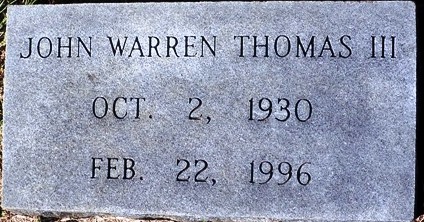 JOHN WARREN THOMAS III
OCT. 2, 1930
FEB. 22, 1996